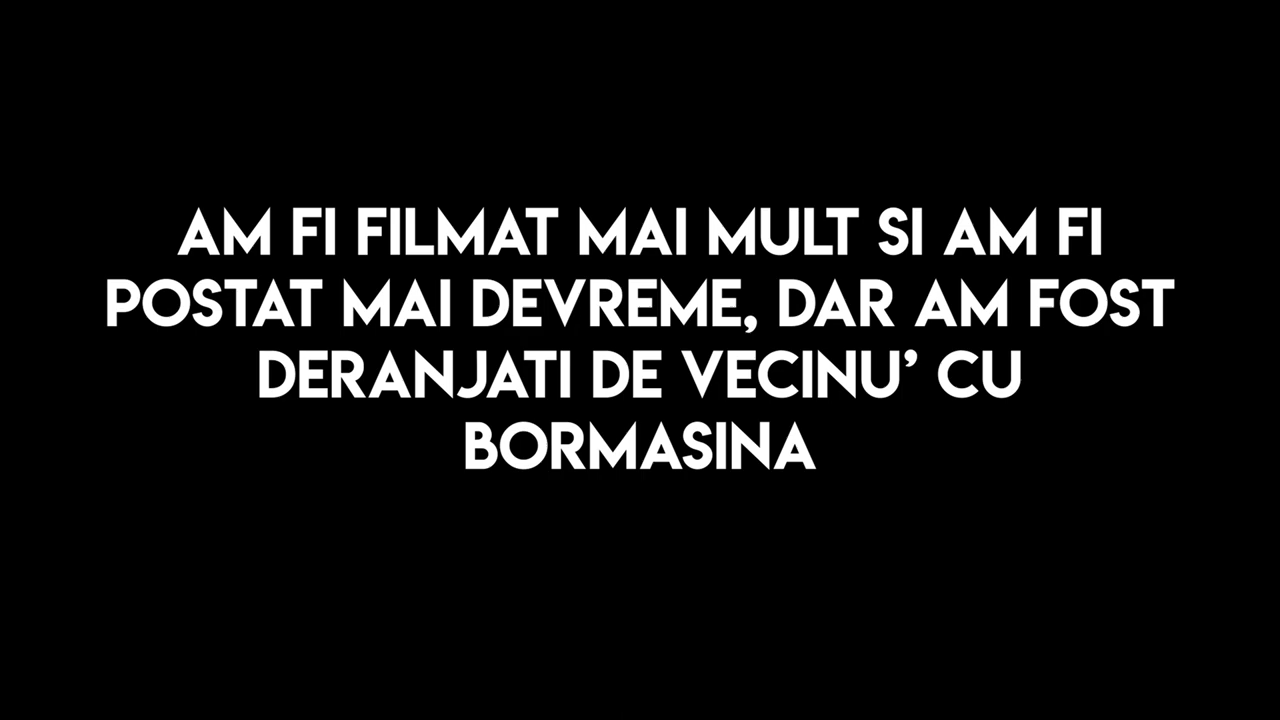 AM FI FILMAT MAI MULT SI AM FI
POSTAT MAI DEVREME, DAR AM FOST
DERANJATI DE VECINU’ CU
BORMASINA